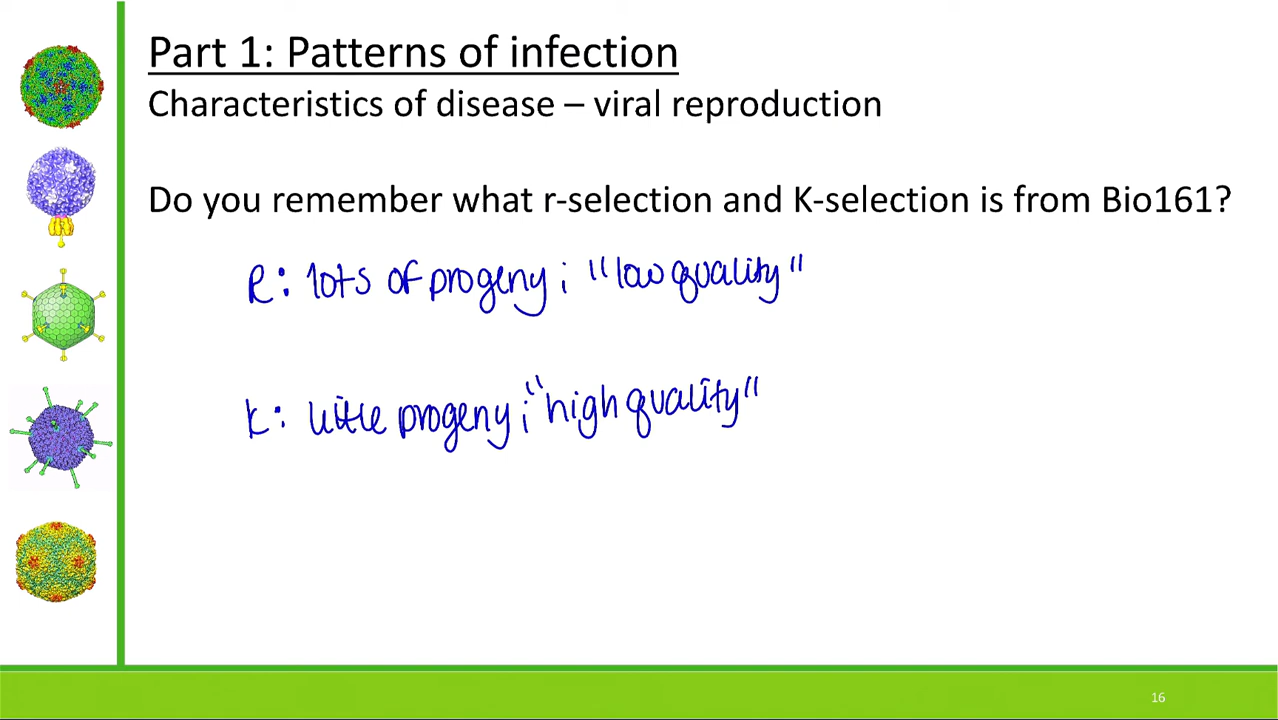 Part 1: Patterns of infection
Characteristics of disease – viral reproduction
Do you remember what r-selection and K-selection is from Bio161?
R: lots of progeny ; "low quality"
K: little progeny ; "high quality"
16